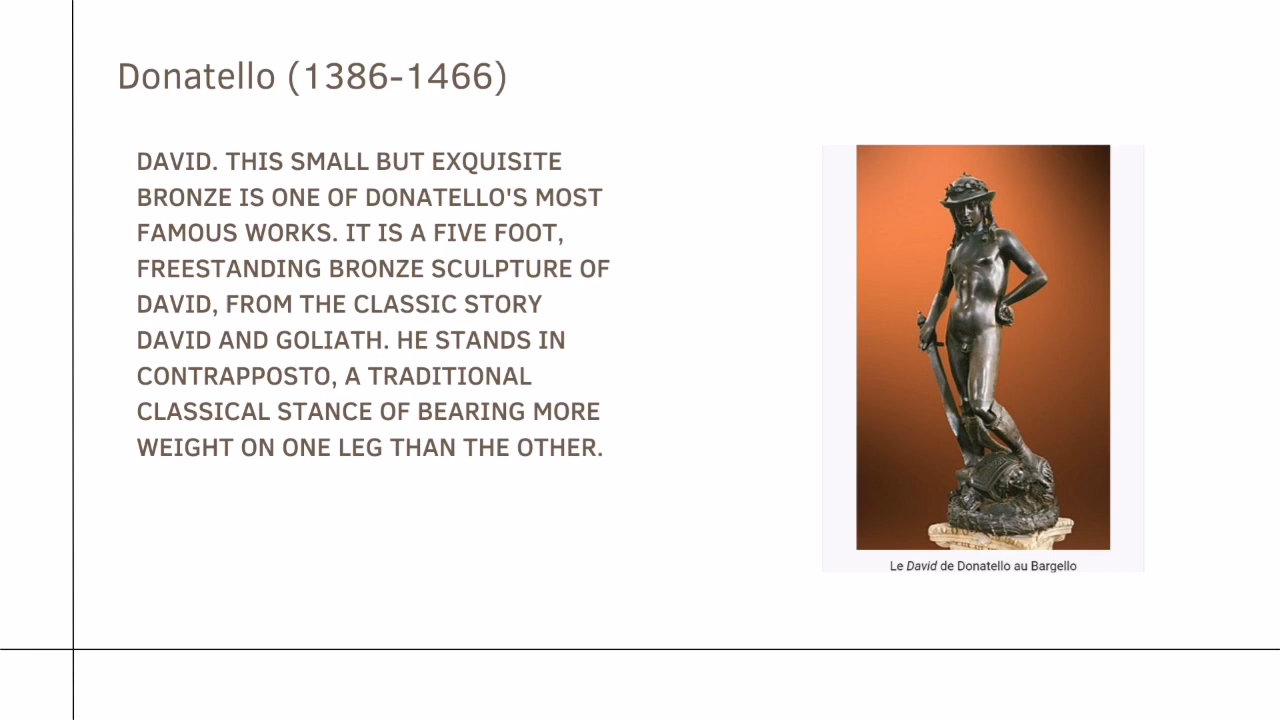 Donatello (1386-1466)
DAVID. THIS SMALL BUT EXQUISITE
BRONZE IS ONE OF DONATELLO'S MOST
FAMOUS WORKS. IT IS A FIVE FOOT,
FREESTANDING BRONZE SCULPTURE OF
DAVID, FROM THE CLASSIC STORY
DAVID AND GOLIATH. HE STANDS IN
CONTRAPPOSTO, A TRADITIONAL
CLASSICAL STANCE OF BEARING MORE
WEIGHT ON ONE LEG THAN THE OTHER.
Le David de Donatello au Bargello